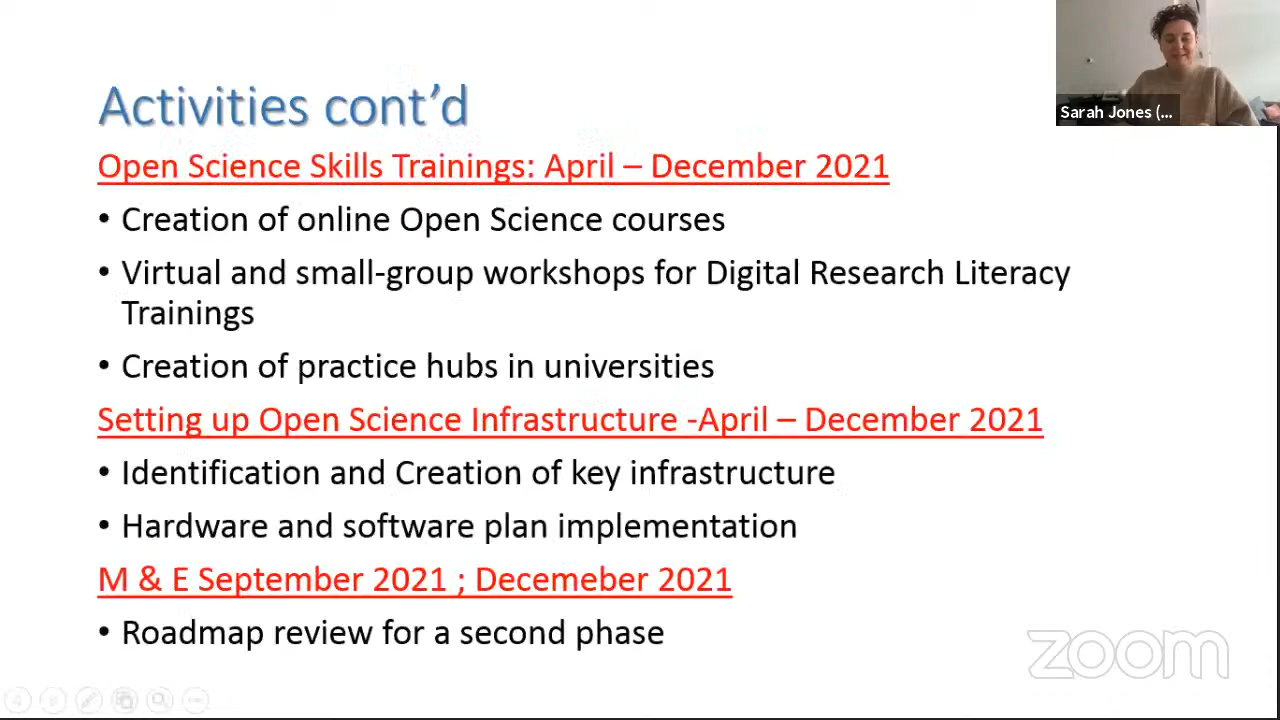 Sarah Jones (...
Activities cont’d
Open Science Skills Trainings: April – December 2021
• Creation of online Open Science courses
• Virtual and small-group workshops for Digital Research Literacy
Trainings
• Creation of practice hubs in universities
Setting up Open Science Infrastructure -April – December 2021
• Identification and Creation of key infrastructure
• Hardware and software plan implementation
M & E September 2021 ; Decemeber 2021
• Roadmap review for a second phase
zoom